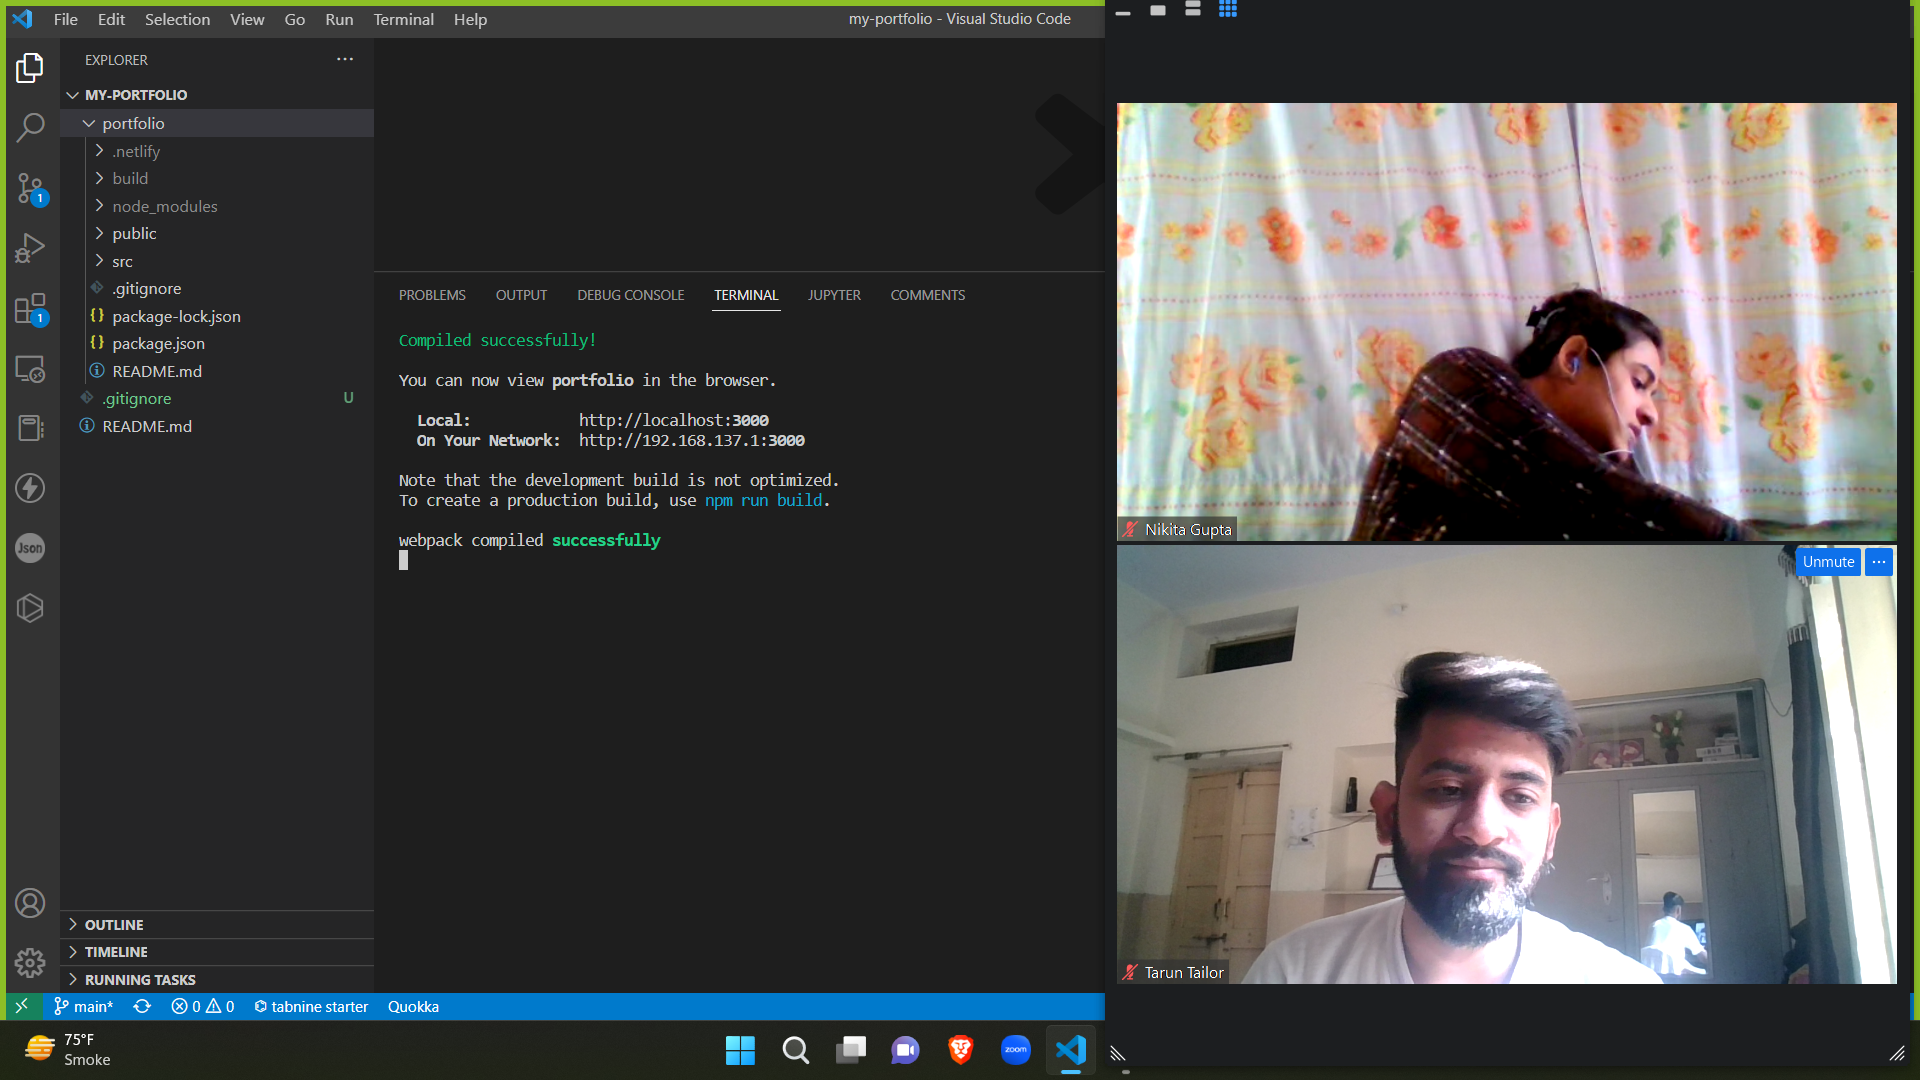 File Edit Selection View Go Run Terminal Help
my-portfolio - Visual Studio Code
EXPLORER
MY-PORTFOLIO
portfolio
.netlify
build
node_modules
public
src
.gitignore
package-lock.json
package.json
README.md
.gitignore U
README.md
1
1
Json
OUTLINE
TIMELINE
RUNNING TASKS
PROBLEMS OUTPUT DEBUG CONSOLE TERMINAL JUPYTER COMMENTS
Compiled successfully!
You can now view portfolio in the browser.
Local: http://localhost:3000
On Your Network: http://192.168.137.1:3000
Note that the development build is not optimized.
To create a production build, use npm run build.
webpack compiled successfully
Nikita Gupta
Unmute
Tarun Tailor
main* 0 0 tabnine starter Quokka
75°F
Smoke
zoom